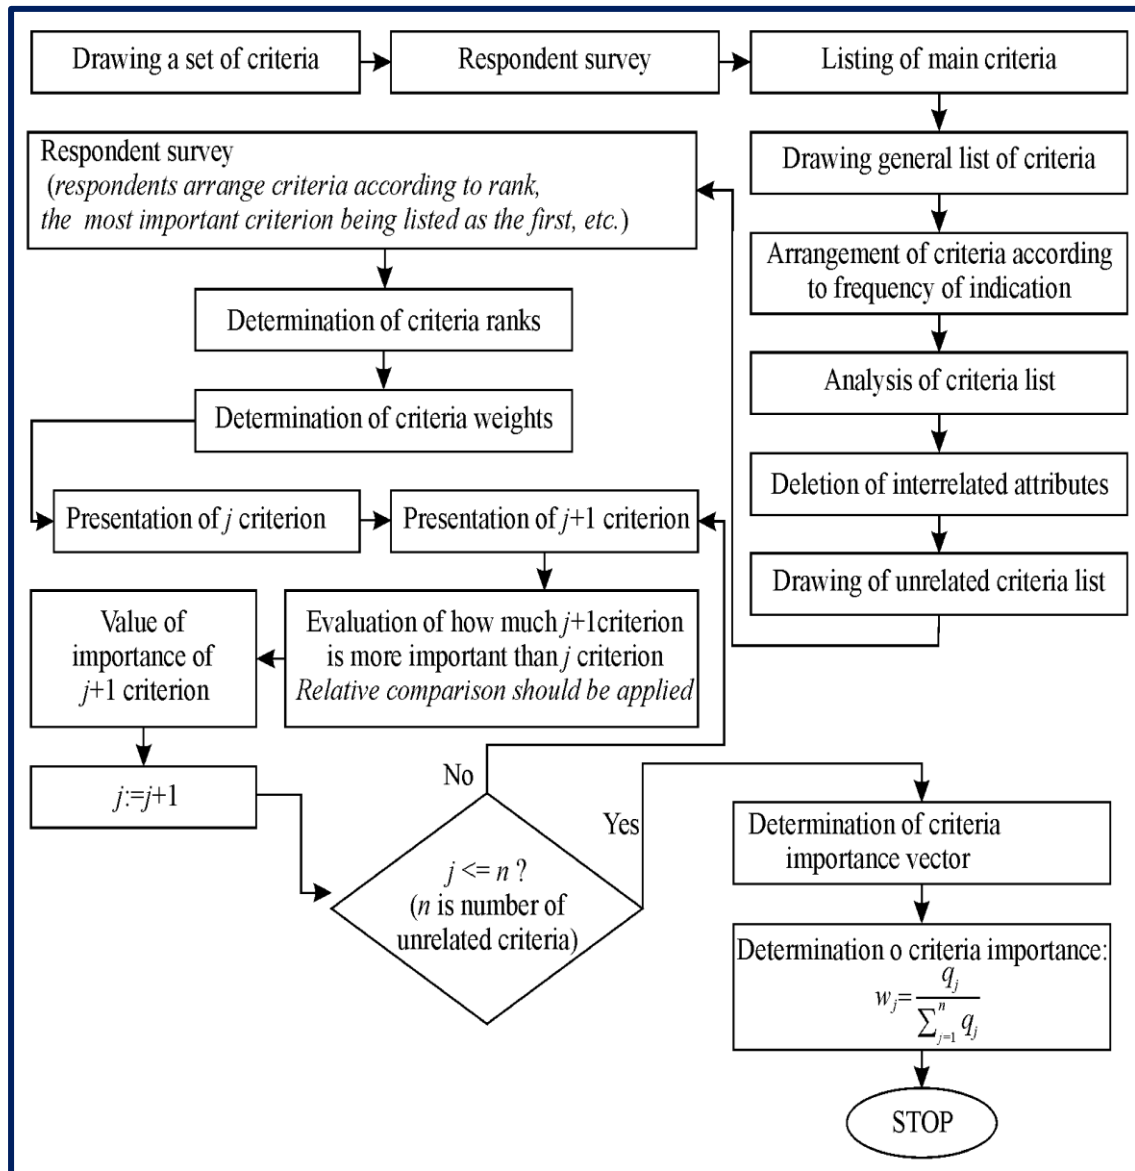 Drawing a set of criteria
Respondent survey
Listing of main criteria
Drawing general list of criteria
Arrangement of criteria according
to frequency of indication
Analysis of criteria list
Deletion of interrelated attributes
Drawing of unrelated criteria list
Respondent survey
(respondents arrange criteria according to rank,
the most important criterion being listed as the first, etc.)
Determination of criteria ranks
Determination of criteria weights
Presentation of j criterion
Presentation of j+1 criterion
Evaluation of how much j+1criterion
is more important than j criterion
Relative comparison should be applied
Value of
importance of
j+1 criterion
j:=j+1
j <= n ?
(n is number of
unrelated criteria)
No
Yes
Determination of criteria
importance vector
Determination o criteria importance:
w_j = q_j / ∑_{j=1}^{n} q_j
STOP